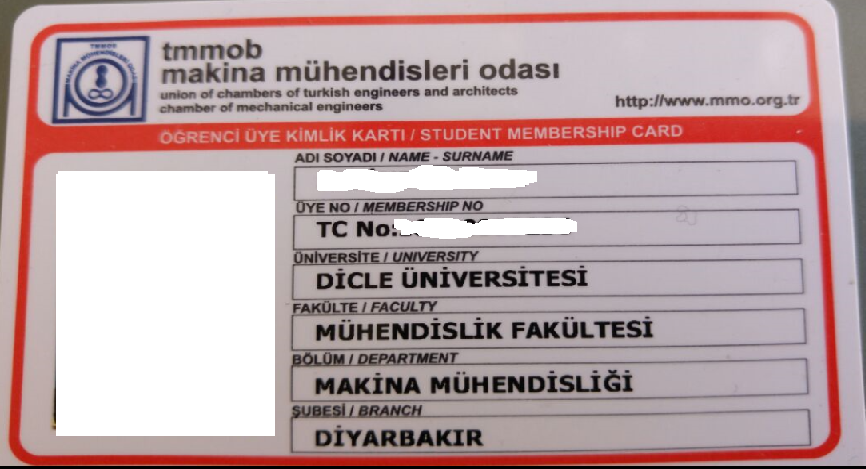 tmmob
makina mühendisleri odası
union of chambers of turkish engineers and architects
chamber of mechanical engineers
http://www.mmo.org.tr
ÖĞRENCİ ÜYE KİMLİK KARTI / STUDENT MEMBERSHIP CARD
ADI SOYADI / NAME - SURNAME
ÜYE NO / MEMBERSHIP NO
TC No:
ÜNİVERSİTE / UNIVERSITY
DİCLE ÜNİVERSİTESİ
FAKÜLTE / FACULTY
MÜHENDİSLİK FAKÜLTESİ
BÖLÜM / DEPARTMENT
MAKİNA MÜHENDİSLİĞİ
ŞUBESİ / BRANCH
DİYARBAKIR